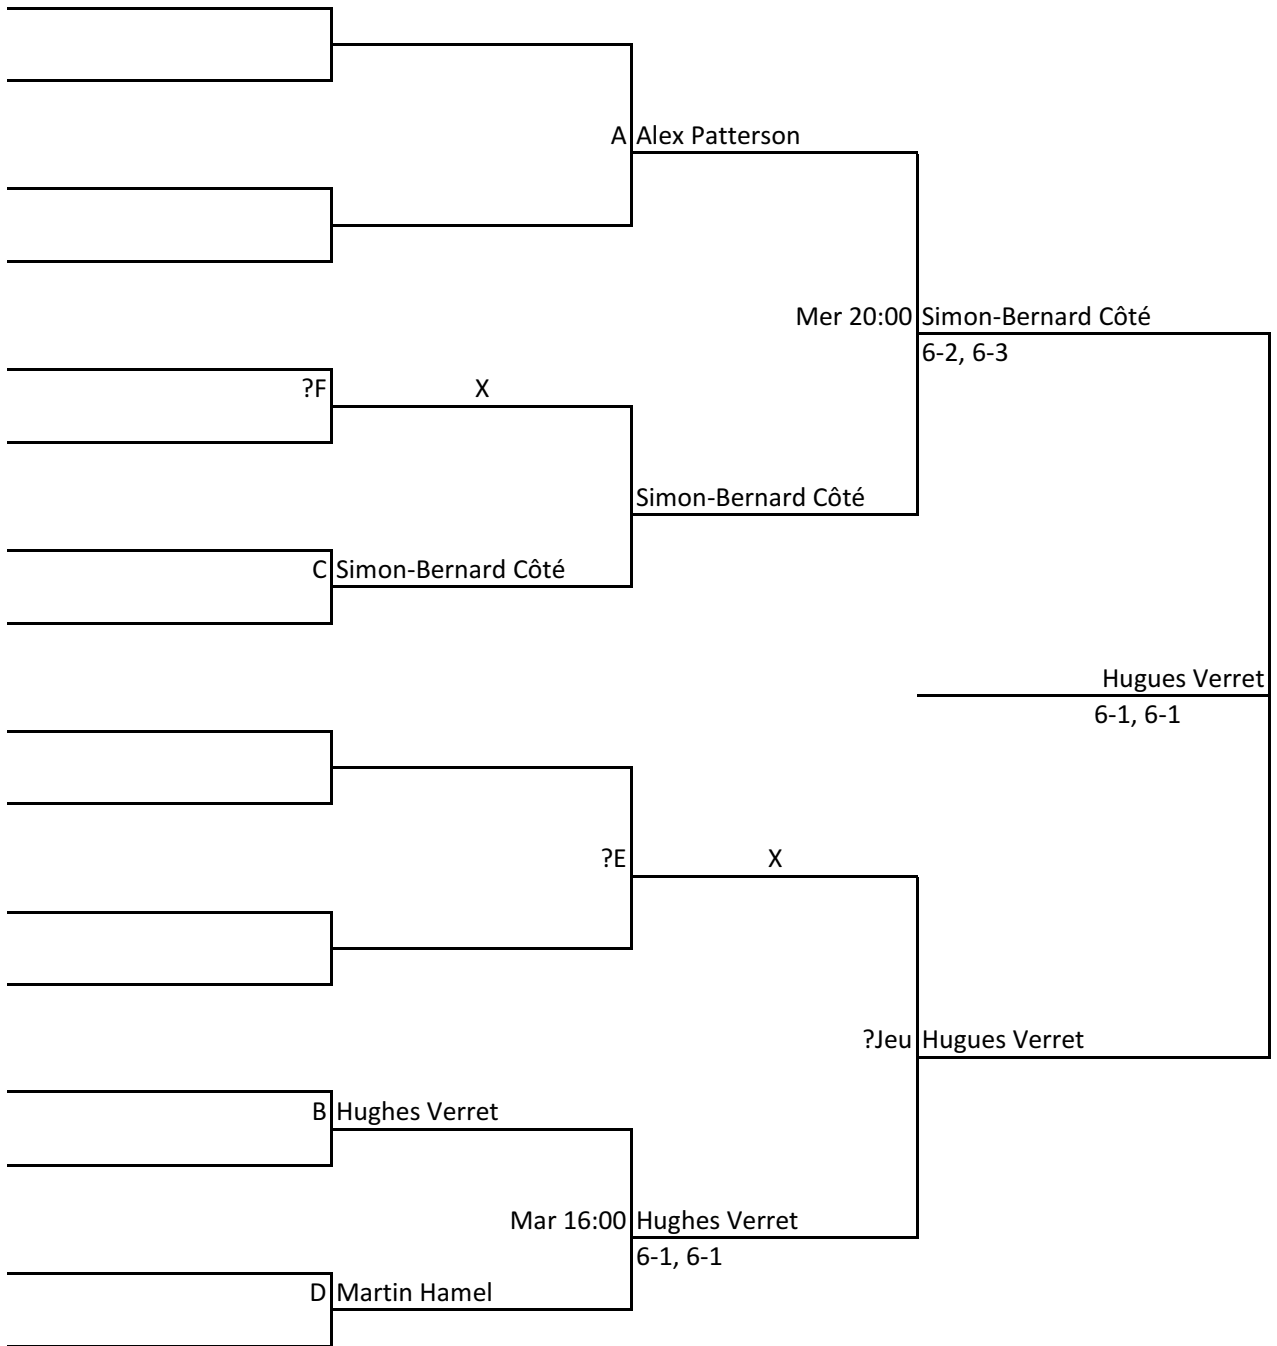 A Alex Patterson
Mer 20:00 Simon-Bernard Côté
6-2, 6-3
?F X
Simon-Bernard Côté
C Simon-Bernard Côté
Hugues Verret
6-1, 6-1
?E X
?Jeu Hugues Verret
B Hughes Verret
Mar 16:00 Hughes Verret
6-1, 6-1
D Martin Hamel